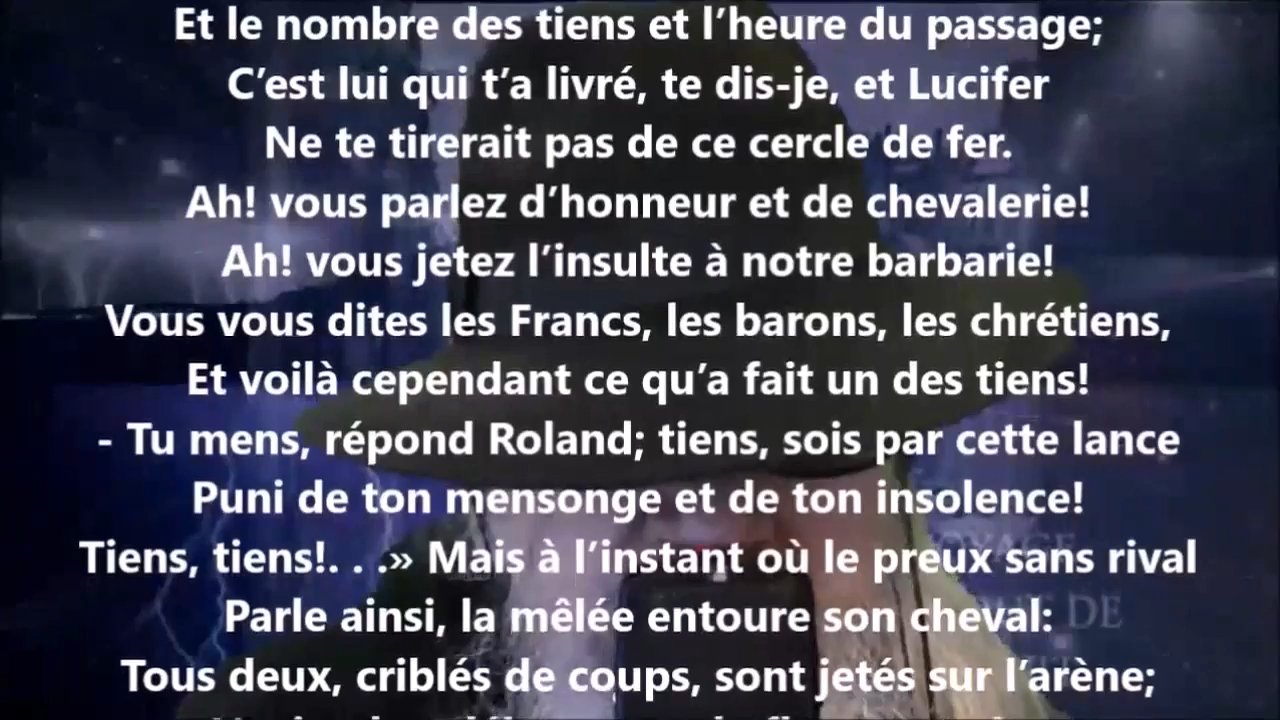 Et le nombre des tiens et l’heure du passage;
C’est lui qui t’a livré, te dis-je, et Lucifer
Ne te tirerait pas de ce cercle de fer.
Ah! vous parlez d’honneur et de chevalerie!
Ah! vous jetez l’insulte à notre barbarie!
Vous vous dites les Francs, les barons, les chrétiens,
Et voilà cependant ce qu’a fait un des tiens!
- Tu mens, répond Roland; tiens, sois par cette lance
Puni de ton mensonge et de ton insolence!
Tiens, tiens!. . .» Mais à l’instant où le preux sans rival
Parle ainsi, la mêlée entoure son cheval:
Tous deux, criblés de coups, sont jetés sur l’arène;
DE